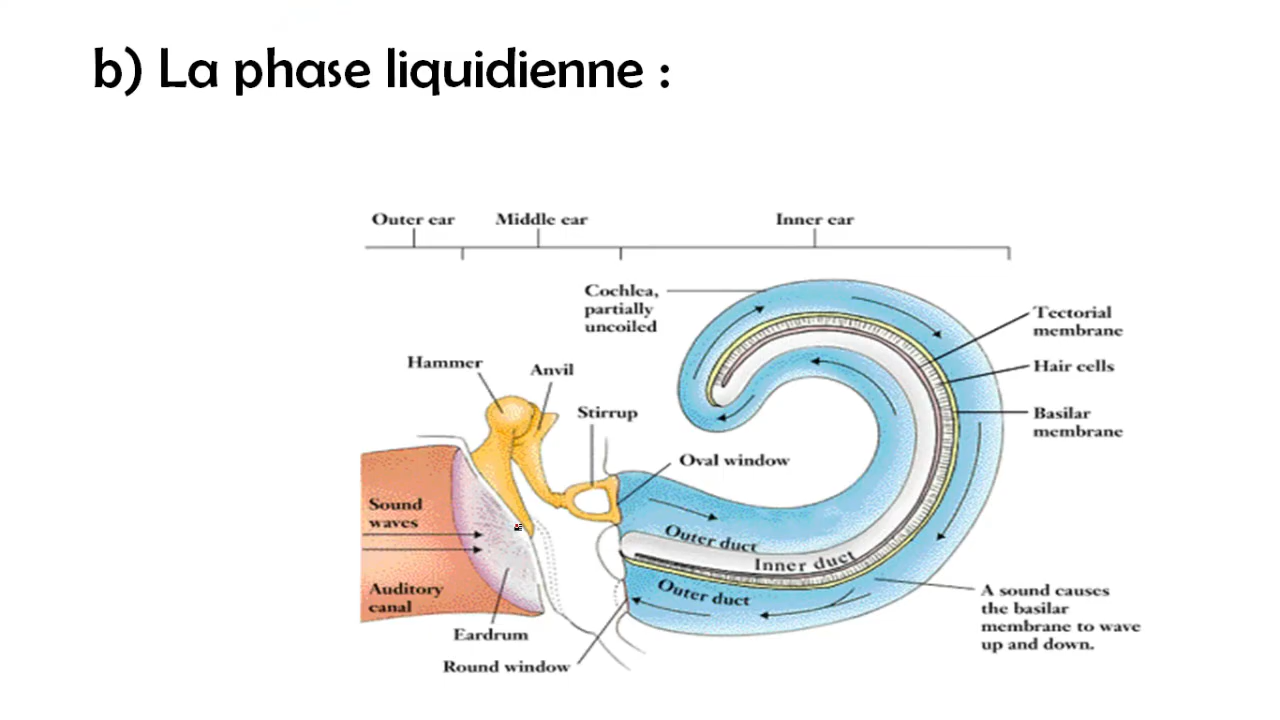 b) La phase liquidienne :
Outer ear
Middle ear
Inner ear
Cochlea,
partially
uncoiled
Tectorial
membrane
Hair cells
Basilar
membrane
Hammer
Anvil
Stirrup
Oval window
Sound
waves
Outer duct
Inner duct
Outer duct
Auditory
canal
Eardrum
Round window
A sound causes
the basilar
membrane to wave
up and down.